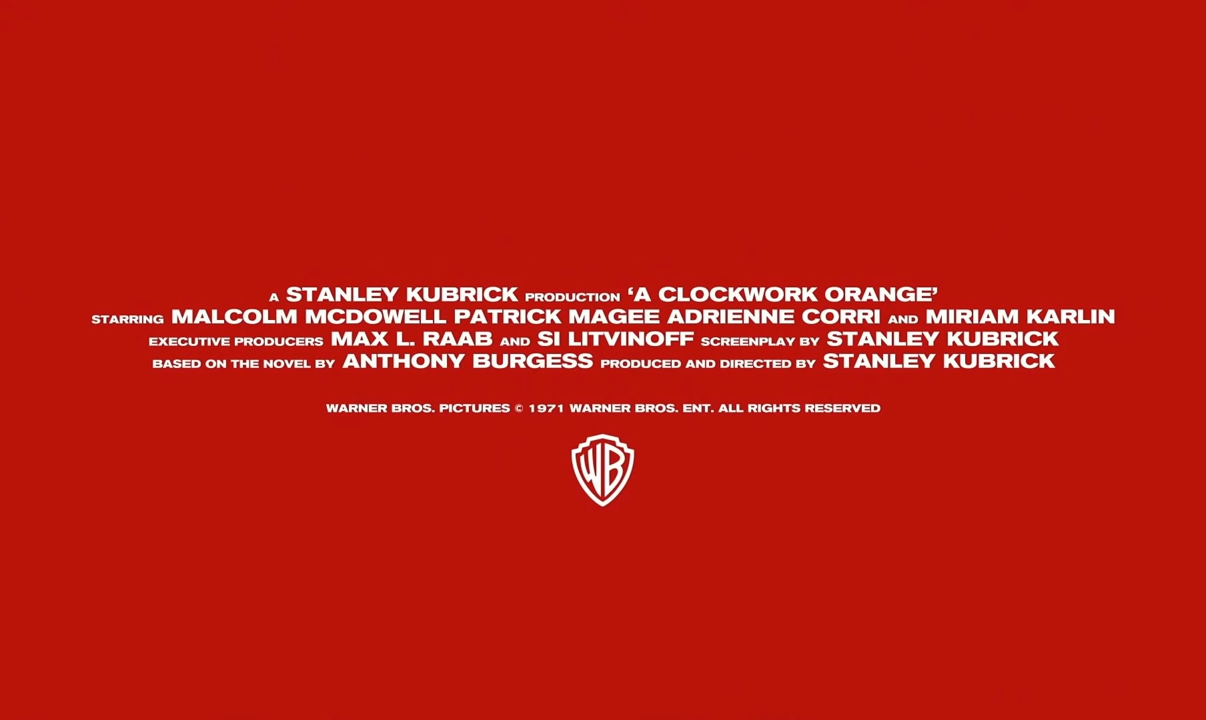 A STANLEY KUBRICK PRODUCTION ‘A CLOCKWORK ORANGE’
STARRING MALCOLM MCDOWELL PATRICK MAGEE ADRIENNE CORRI AND MIRIAM KARLIN
EXECUTIVE PRODUCERS MAX L. RAAB AND SI LITVINOFF SCREENPLAY BY STANLEY KUBRICK
BASED ON THE NOVEL BY ANTHONY BURGESS PRODUCED AND DIRECTED BY STANLEY KUBRICK
WARNER BROS. PICTURES © 1971 WARNER BROS. ENT. ALL RIGHTS RESERVED
WB